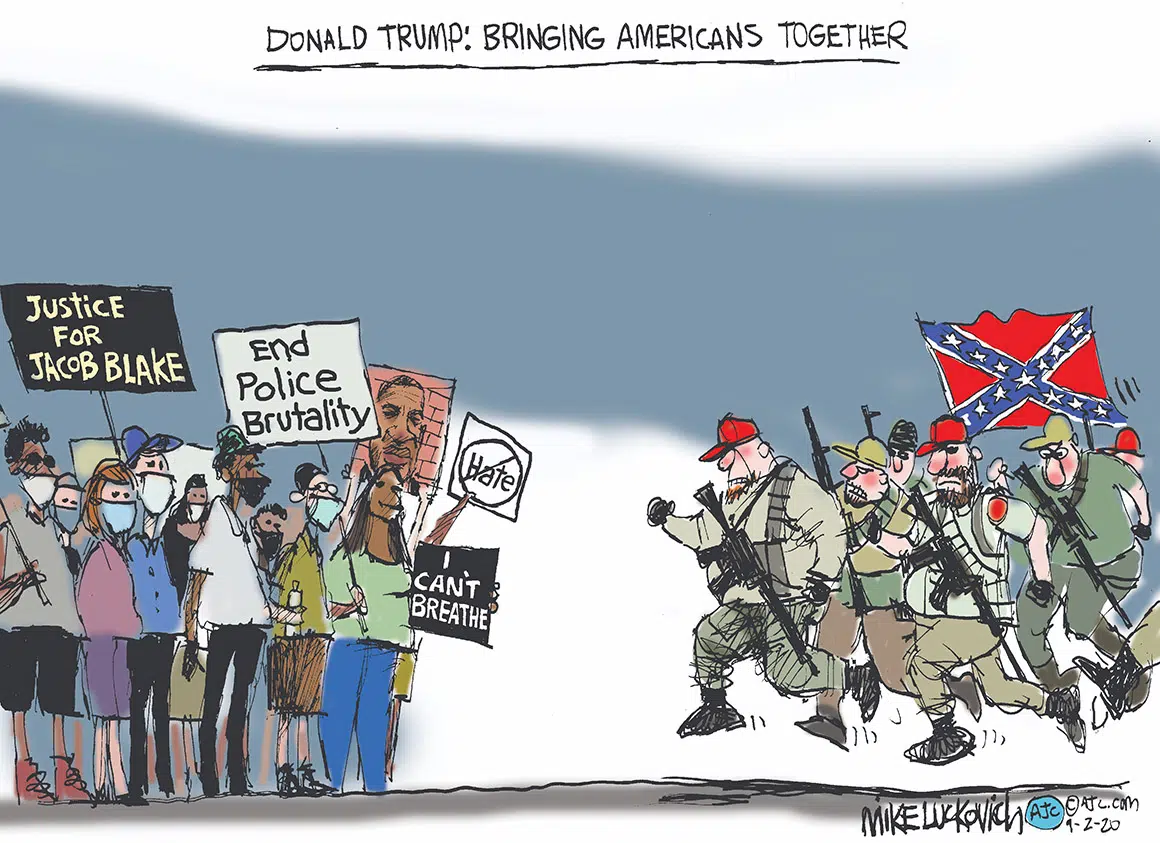 DONALD TRUMP: BRINGING AMERICANS TOGETHER
JUSTiCE
FOR
JACOB BLAKE
End
Police
Brutality
Hate
I
CAN'T
BREATHE
MIKE LUCKOVICH
AJC
©AJC.COM
9-2-20